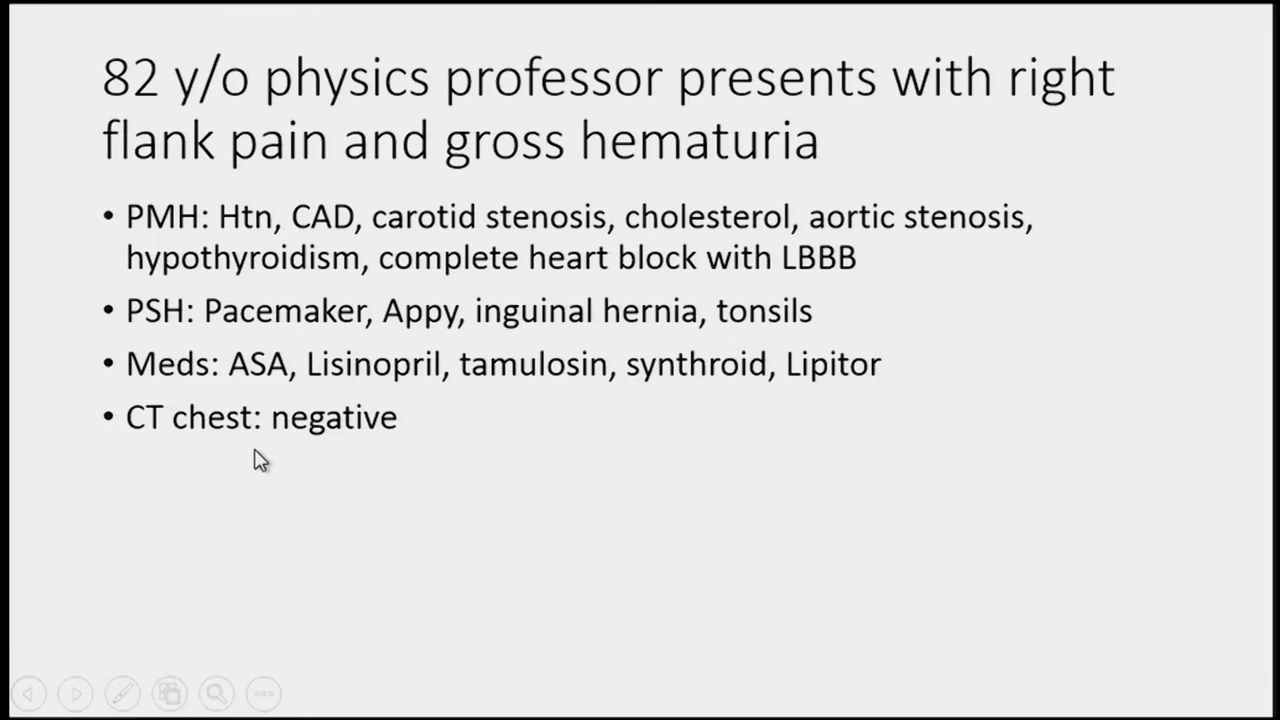 82 y/o physics professor presents with right
flank pain and gross hematuria
• PMH: Htn, CAD, carotid stenosis, cholesterol, aortic stenosis,
hypothyroidism, complete heart block with LBBB
• PSH: Pacemaker, Appy, inguinal hernia, tonsils
• Meds: ASA, Lisinopril, tamulosin, synthroid, Lipitor
• CT chest: negative